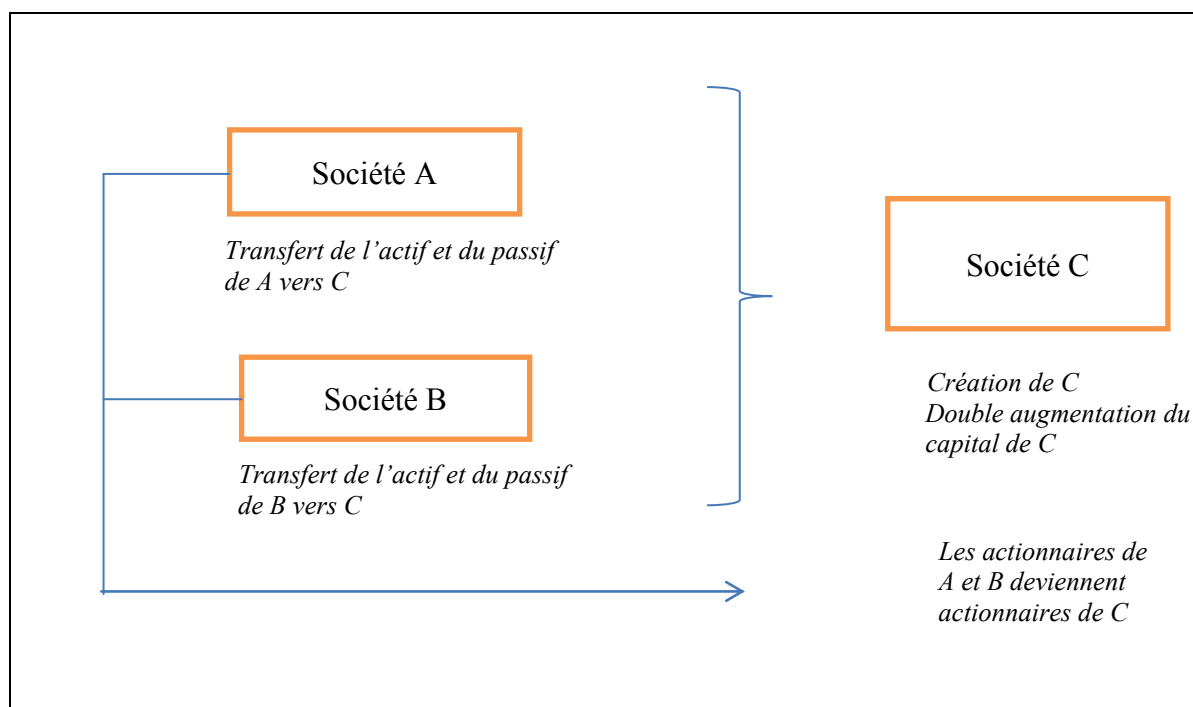 Société A
Transfert de l’actif et du passif
de A vers C
Société B
Transfert de l’actif et du passif
de B vers C
Société C
Création de C
Double augmentation du
capital de C
Les actionnaires de
A et B deviennent
actionnaires de C